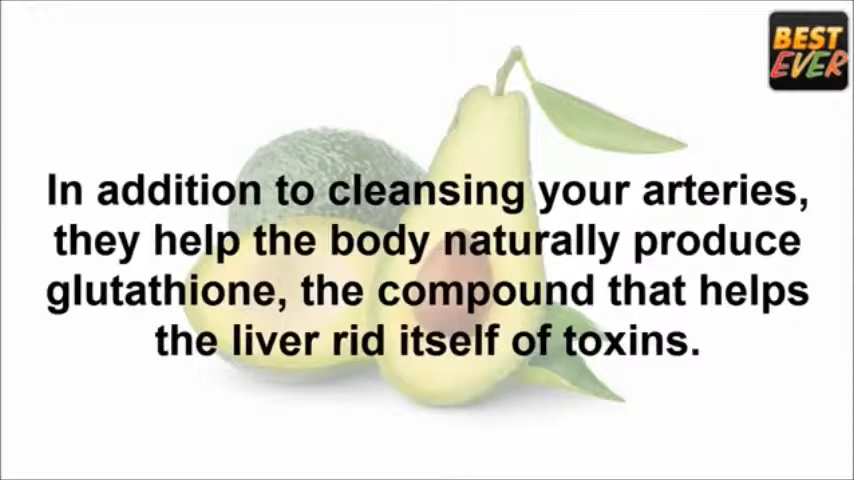 BEST
EVER
In addition to cleansing your arteries,
they help the body naturally produce
glutathione, the compound that helps
the liver rid itself of toxins.